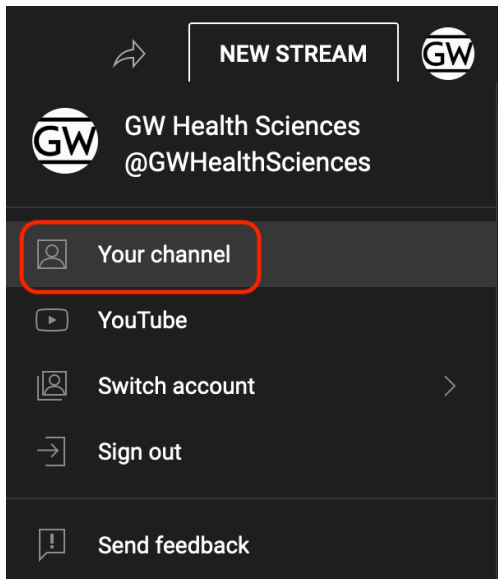 NEW STREAM
GW
GW
GW Health Sciences
@GWHealthSciences
Your channel
YouTube
Switch account
Sign out
Send feedback